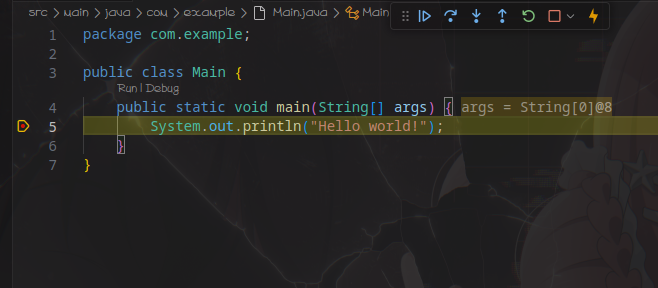 src > main > java > com > example > Main.java > Main
1 package com.example;
2
3 public class Main {
Run | Debug
4 public static void main(String[] args) { args = String[0]@8
5 System.out.println("Hello world!");
6 }
7 }